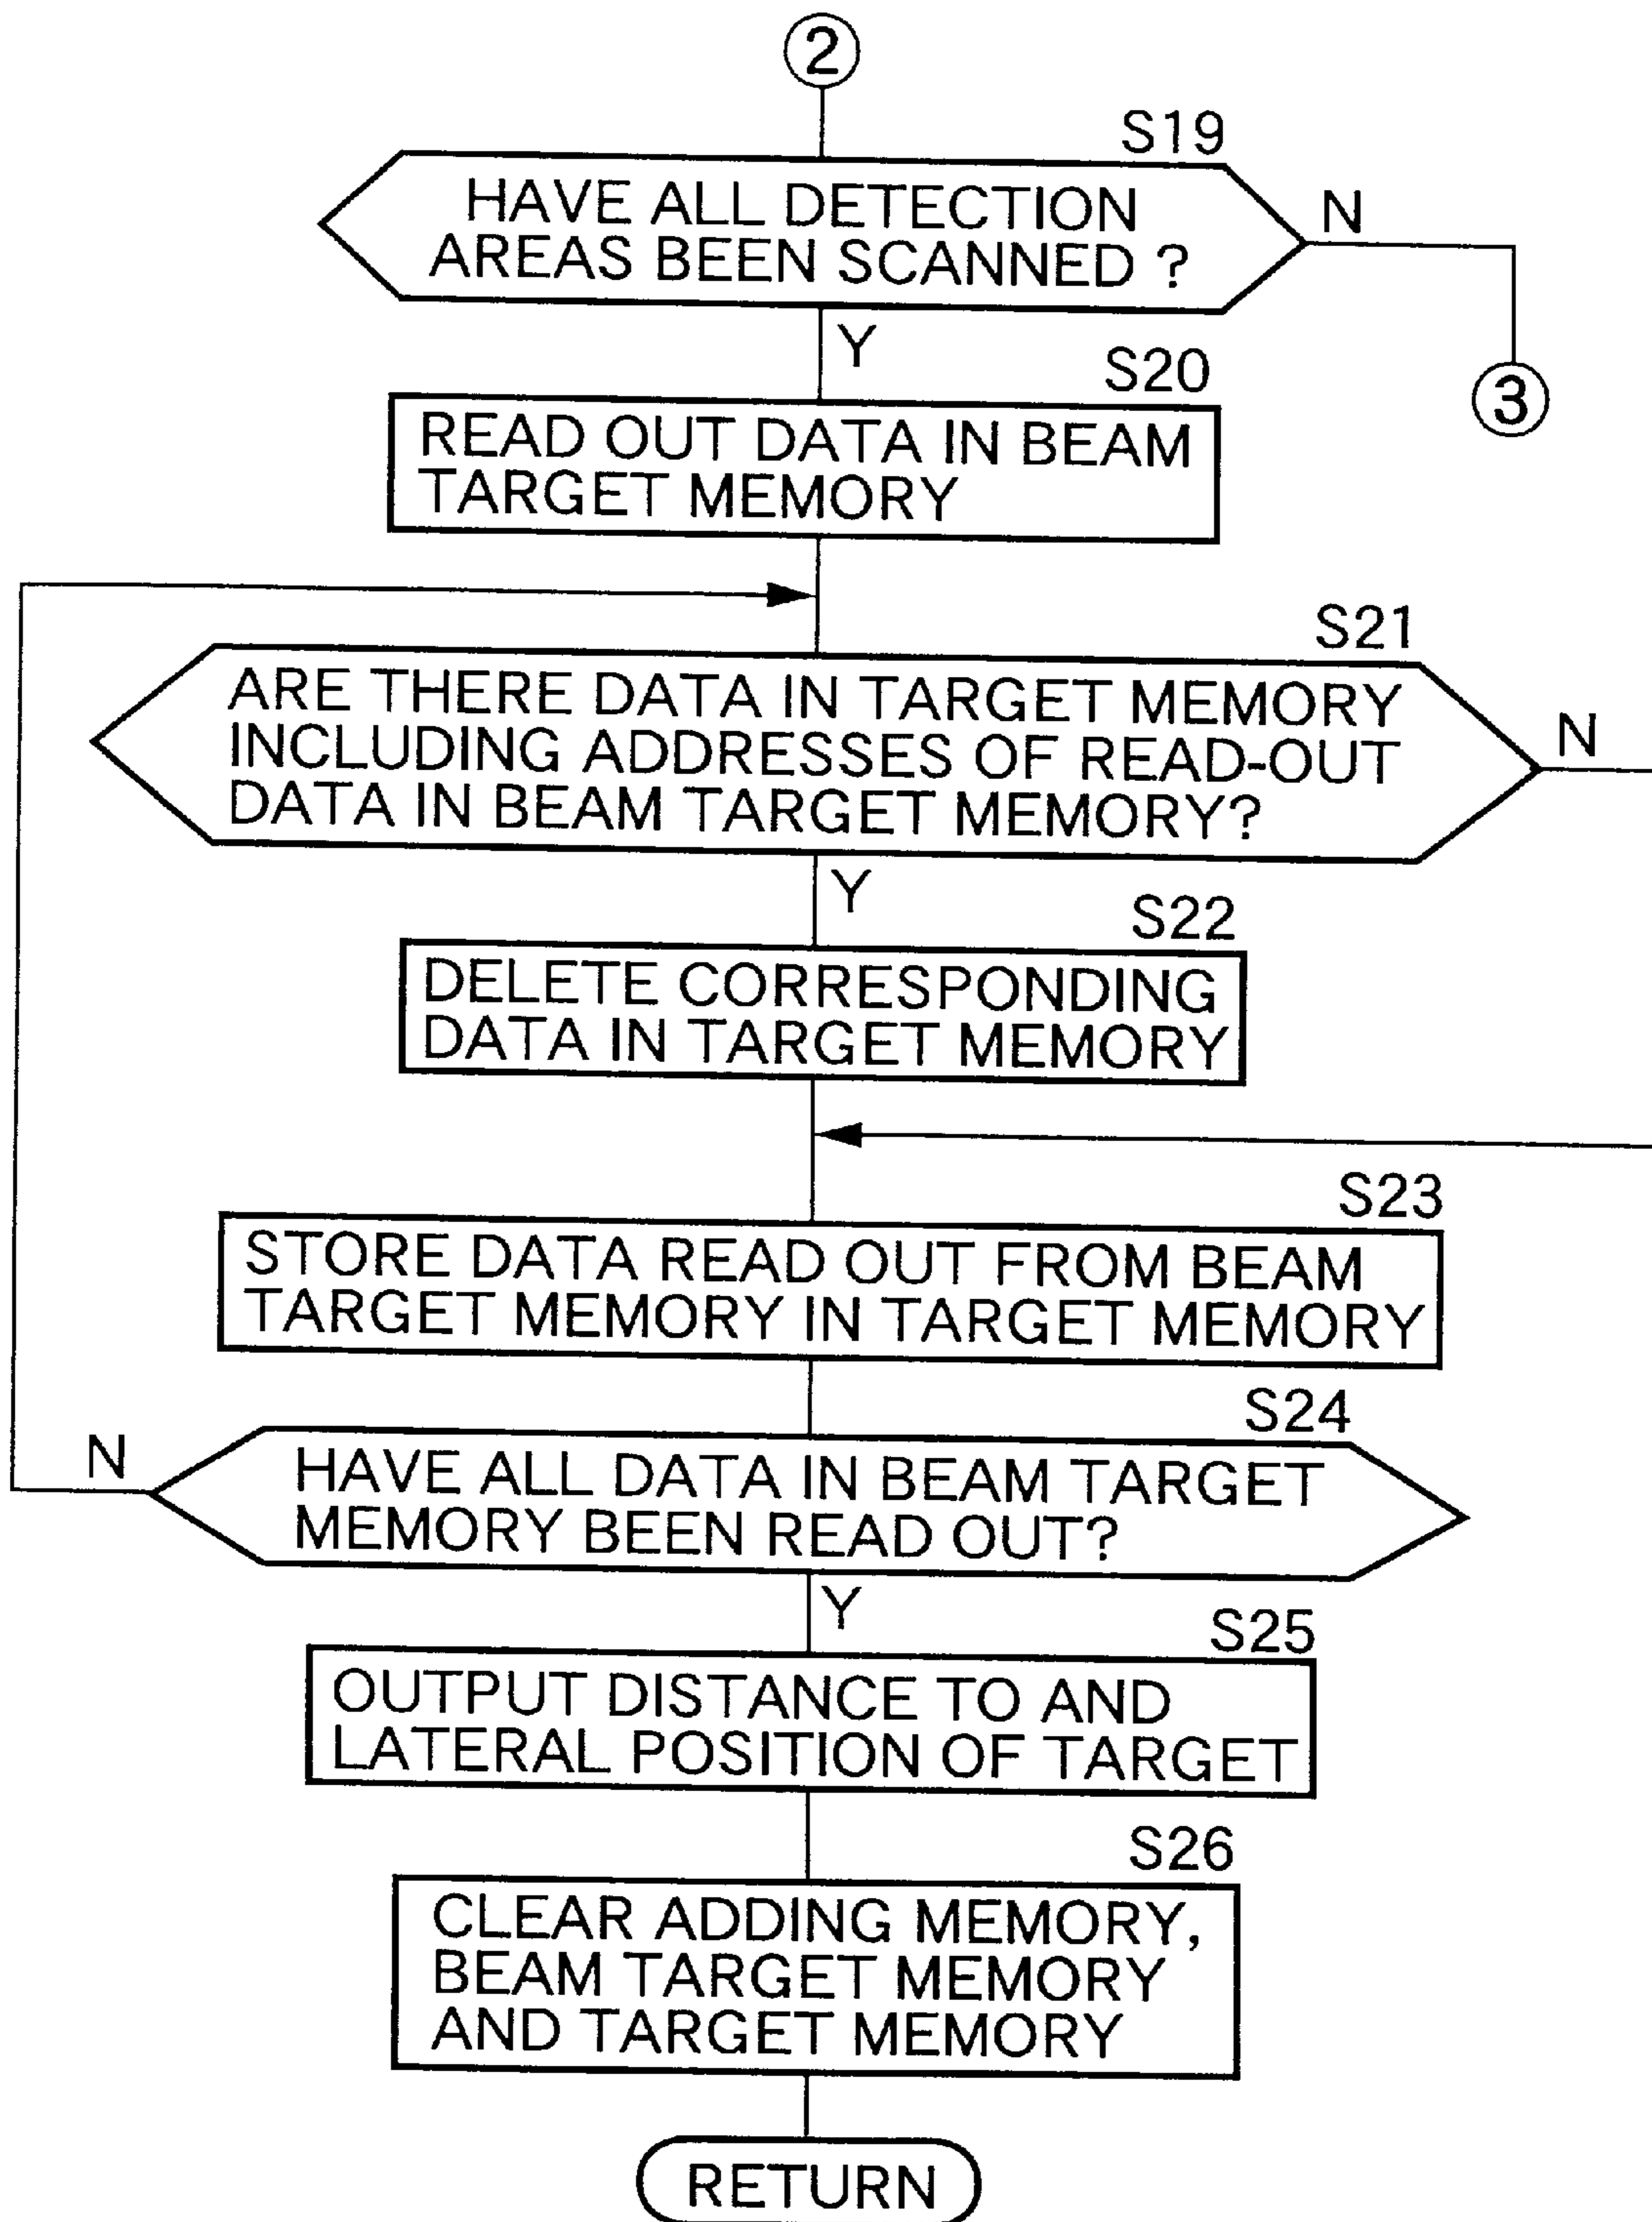 ②
S19
HAVE ALL DETECTION
AREAS BEEN SCANNED ?
N
Y
③
S20
READ OUT DATA IN BEAM
TARGET MEMORY
S21
ARE THERE DATA IN TARGET MEMORY
INCLUDING ADDRESSES OF READ-OUT
DATA IN BEAM TARGET MEMORY?
N
Y
S22
DELETE CORRESPONDING
DATA IN TARGET MEMORY
S23
STORE DATA READ OUT FROM BEAM
TARGET MEMORY IN TARGET MEMORY
S24
N
HAVE ALL DATA IN BEAM TARGET
MEMORY BEEN READ OUT?
Y
S25
OUTPUT DISTANCE TO AND
LATERAL POSITION OF TARGET
S26
CLEAR ADDING MEMORY,
BEAM TARGET MEMORY
AND TARGET MEMORY
RETURN